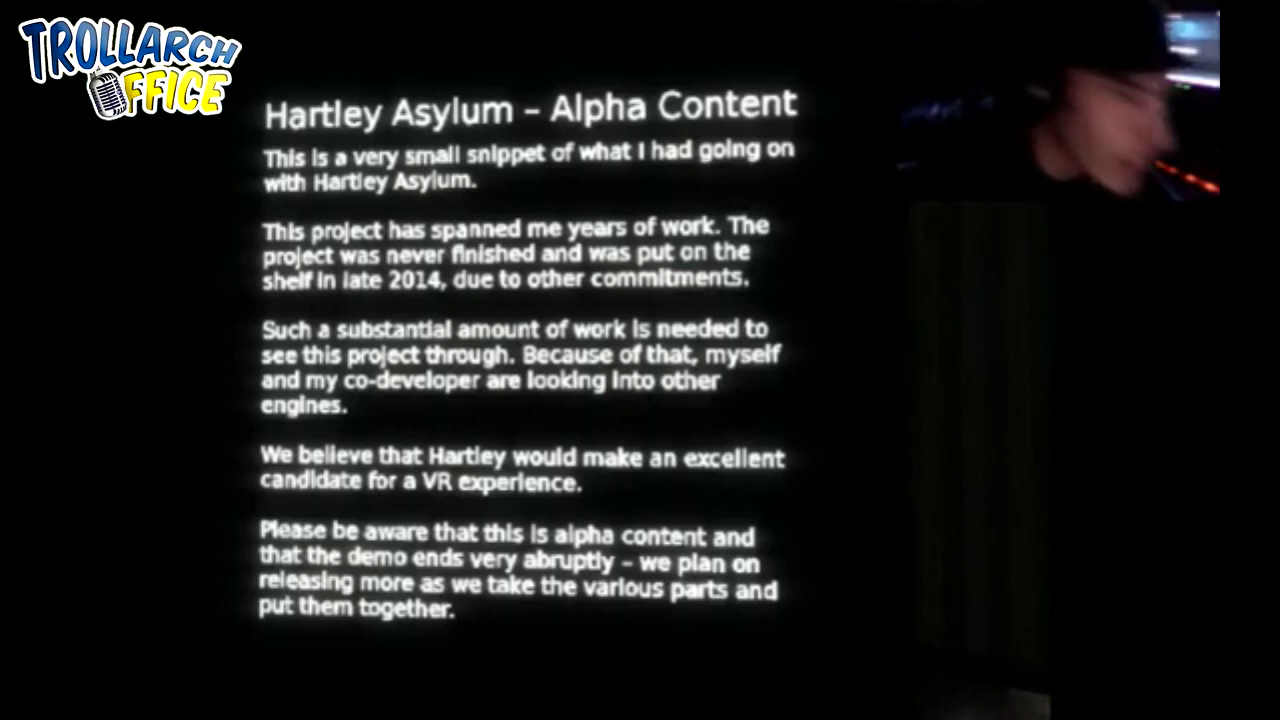 TROLLARCH
OFFICE
Hartley Asylum – Alpha Content
This is a very small snippet of what I had going on
with Hartley Asylum.
This project has spanned me years of work. The
project was never finished and was put on the
shelf in late 2014, due to other commitments.
Such a substantial amount of work is needed to
see this project through. Because of that, myself
and my co-developer are looking into other
engines.
We believe that Hartley would make an excellent
candidate for a VR experience.
Please be aware that this is alpha content and
that the demo ends very abruptly – we plan on
releasing more as we take the various parts and
put them together.